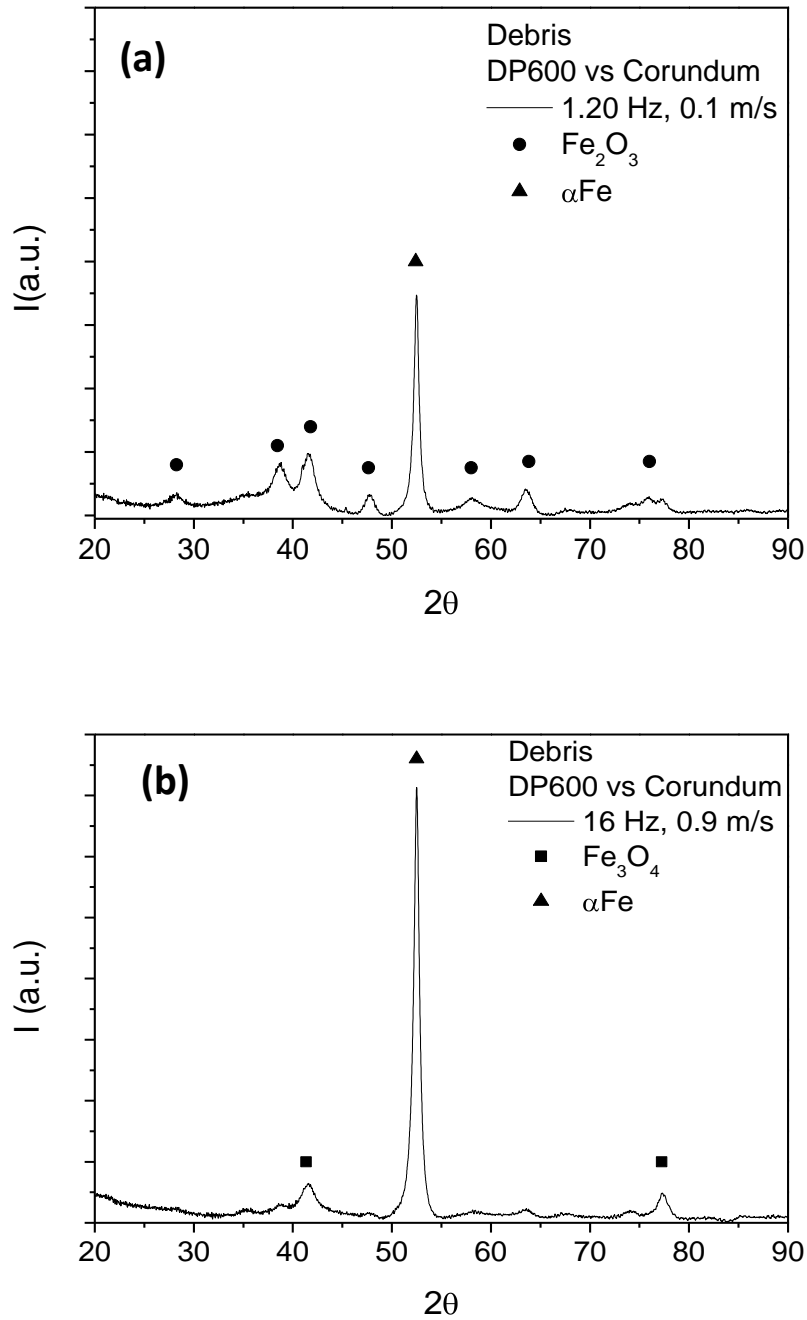 (a)
Debris
DP600 vs Corundum
1.20 Hz, 0.1 m/s
Fe₂O₃
αFe
I(a.u.)
20 30 40 50 60 70 80 90
2θ
(b)
Debris
DP600 vs Corundum
16 Hz, 0.9 m/s
Fe₃O₄
αFe
I (a.u.)
20 30 40 50 60 70 80 90
2θ